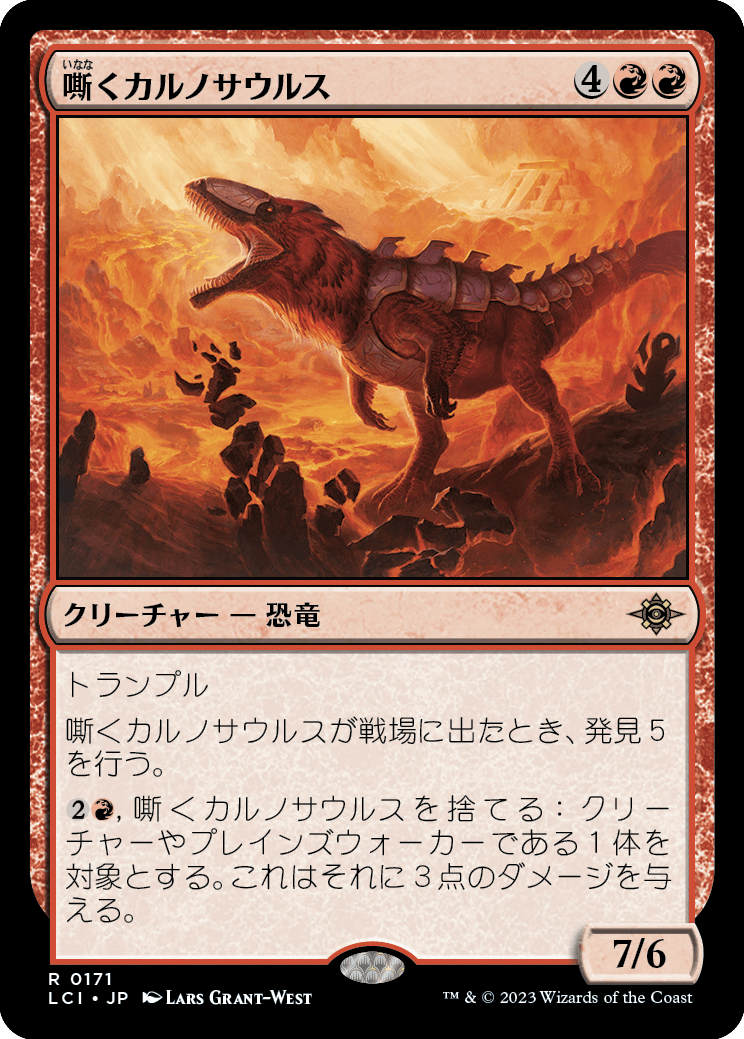 いなな
嘶くカルノサウルス 4
クリーチャー — 恐竜
トランプル
嘶くカルノサウルスが戦場に出たとき、発見5
を行う。
2, 嘶くカルノサウルスを捨てる：クリー
チャーやプレインズウォーカーである1体を
対象とする。これはそれに3点のダメージを与
える。
7/6
R 0171
LCI • JP Lars Grant-West
™ & © 2023 Wizards of the Coast